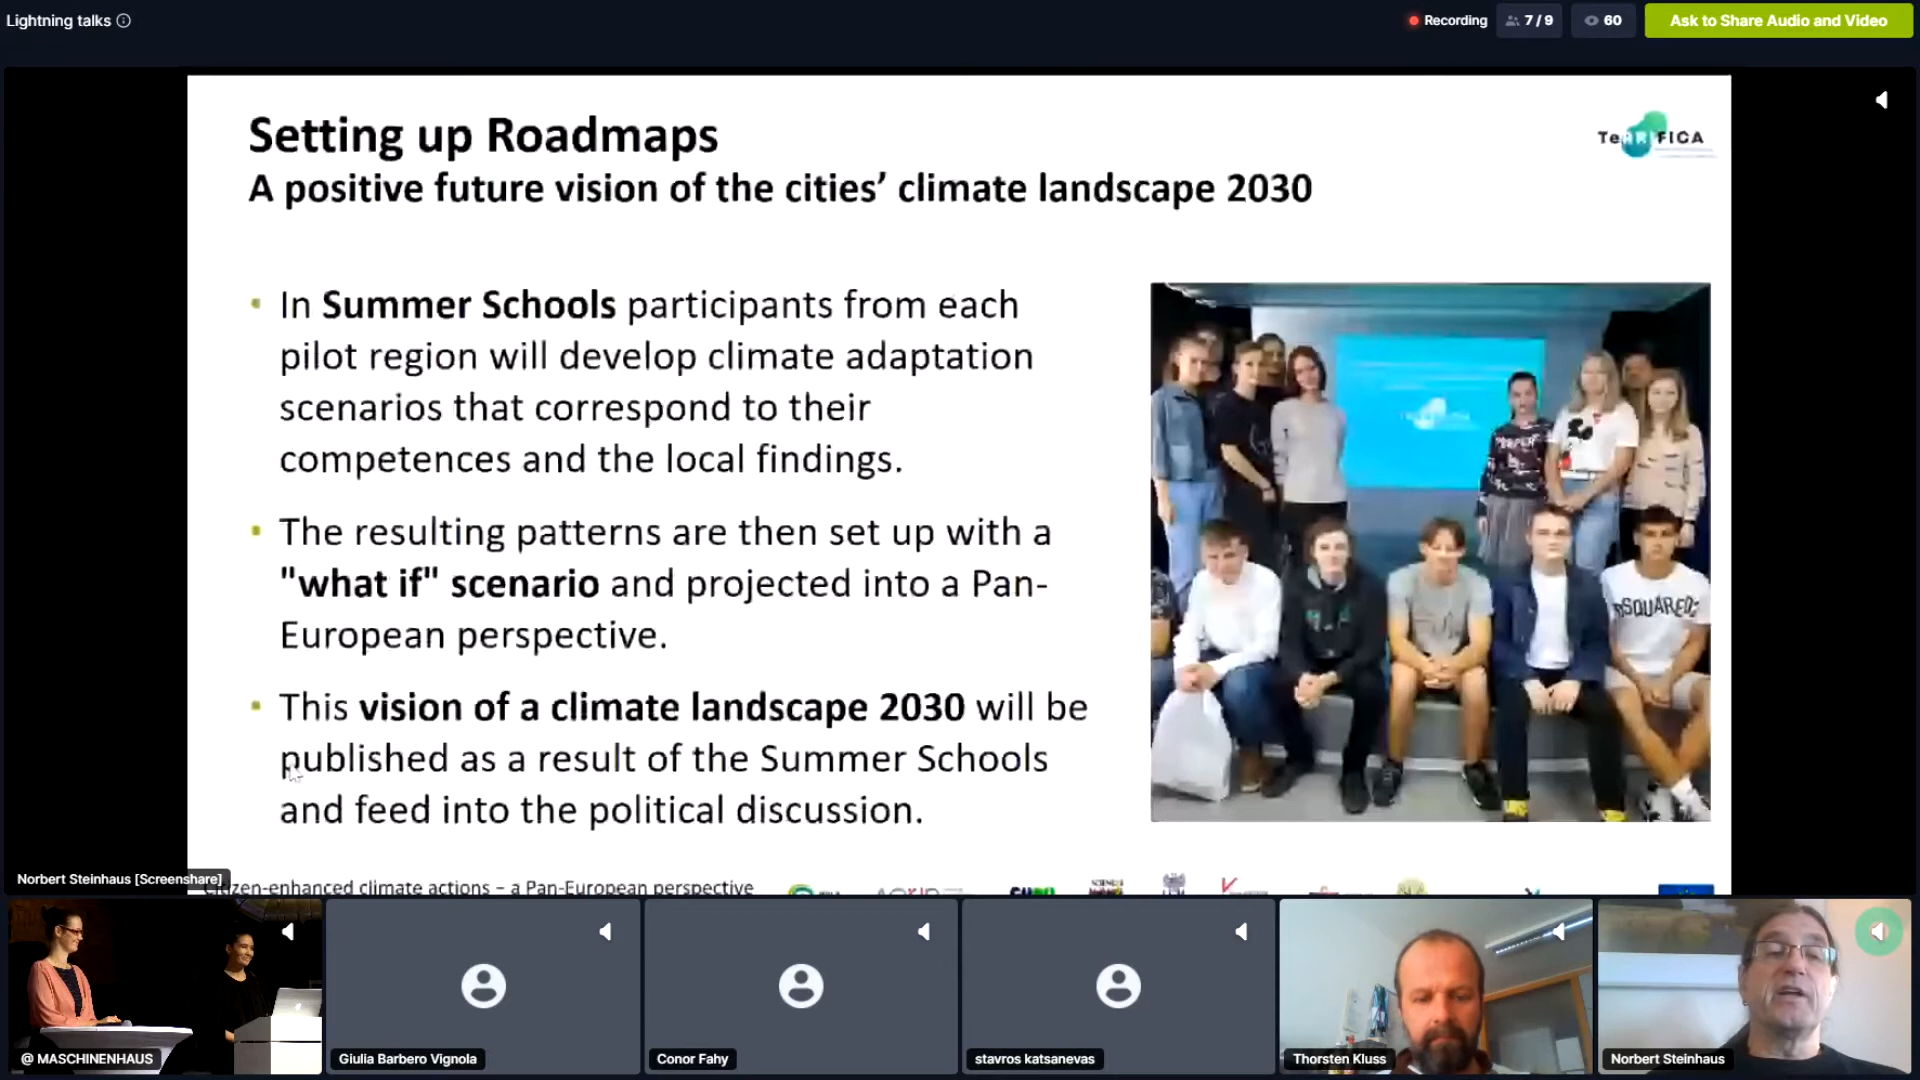 Lightning talks
Recording
7 / 9
60
Ask to Share Audio and Video
Setting up Roadmaps
TeRRIFICA
A positive future vision of the cities’ climate landscape 2030
In Summer Schools participants from each
pilot region will develop climate adaptation
scenarios that correspond to their
competences and the local findings.
The resulting patterns are then set up with a
"what if" scenario and projected into a Pan-
European perspective.
This vision of a climate landscape 2030 will be
published as a result of the Summer Schools
and feed into the political discussion.
Norbert Steinhaus [Screenshare]
Citizen-enhanced climate actions – a Pan-European perspective
@ MASCHINENHAUS
Giulia Barbero Vignola
Conor Fahy
stavros katsanevas
Thorsten Kluss
Norbert Steinhaus